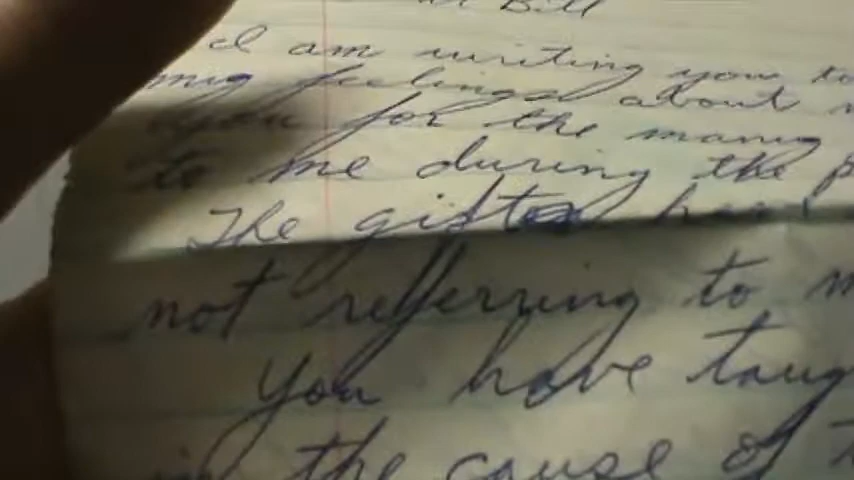 Bill
I am writing you to
my feelings about
you for the many
to me during the
The gifts
not referring to
You have
in the cause of